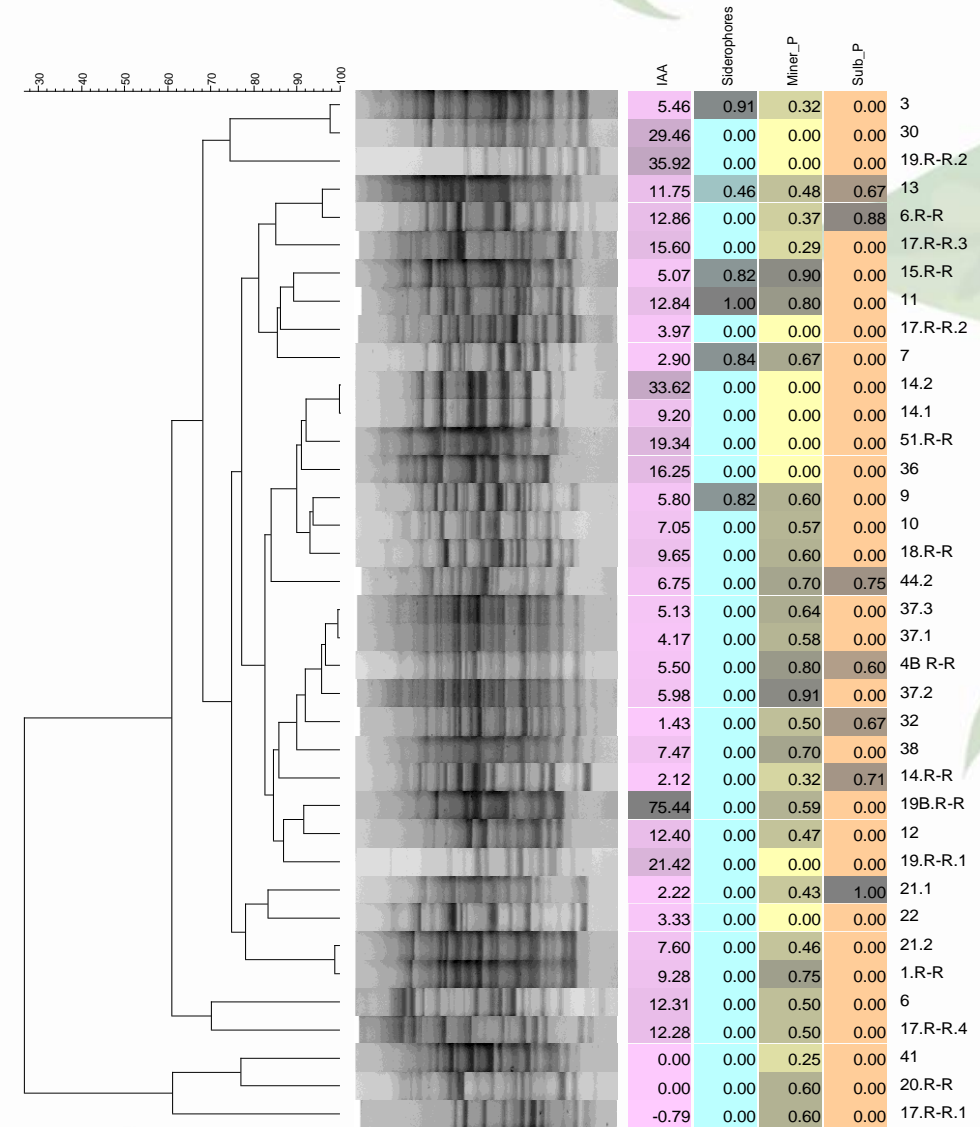 30 40 50 60 70 80 90 100 IAA Siderophores Miner_P Sulb_P
5.46 0.91 0.32 0.00 3
29.46 0.00 0.00 0.00 30
35.92 0.00 0.00 0.00 19.R-R.2
11.75 0.46 0.48 0.67 13
12.86 0.00 0.37 0.88 6.R-R
15.60 0.00 0.29 0.00 17.R-R.3
5.07 0.82 0.90 0.00 15.R-R
12.84 1.00 0.80 0.00 11
3.97 0.00 0.00 0.00 17.R-R.2
2.90 0.84 0.67 0.00 7
33.62 0.00 0.00 0.00 14.2
9.20 0.00 0.00 0.00 14.1
19.34 0.00 0.00 0.00 51.R-R
16.25 0.00 0.00 0.00 36
5.80 0.82 0.60 0.00 9
7.05 0.00 0.57 0.00 10
9.65 0.00 0.60 0.00 18.R-R
6.75 0.00 0.70 0.75 44.2
5.13 0.00 0.64 0.00 37.3
4.17 0.00 0.58 0.00 37.1
5.50 0.00 0.80 0.60 4B R-R
5.98 0.00 0.91 0.00 37.2
1.43 0.00 0.50 0.67 32
7.47 0.00 0.70 0.00 38
2.12 0.00 0.32 0.71 14.R-R
75.44 0.00 0.59 0.00 19B.R-R
12.40 0.00 0.47 0.00 12
21.42 0.00 0.00 0.00 19.R-R.1
2.22 0.00 0.43 1.00 21.1
3.33 0.00 0.00 0.00 22
7.60 0.00 0.46 0.00 21.2
9.28 0.00 0.75 0.00 1.R-R
12.31 0.00 0.50 0.00 6
12.28 0.00 0.50 0.00 17.R-R.4
0.00 0.00 0.25 0.00 41
0.00 0.00 0.60 0.00 20.R-R
-0.79 0.00 0.60 0.00 17.R-R.1